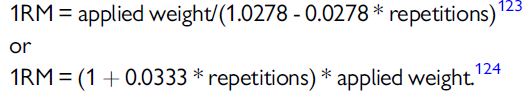 1RM = applied weight/(1.0278 - 0.0278 * repetitions)123
or
1RM = (1 + 0.0333 * repetitions) * applied weight.124